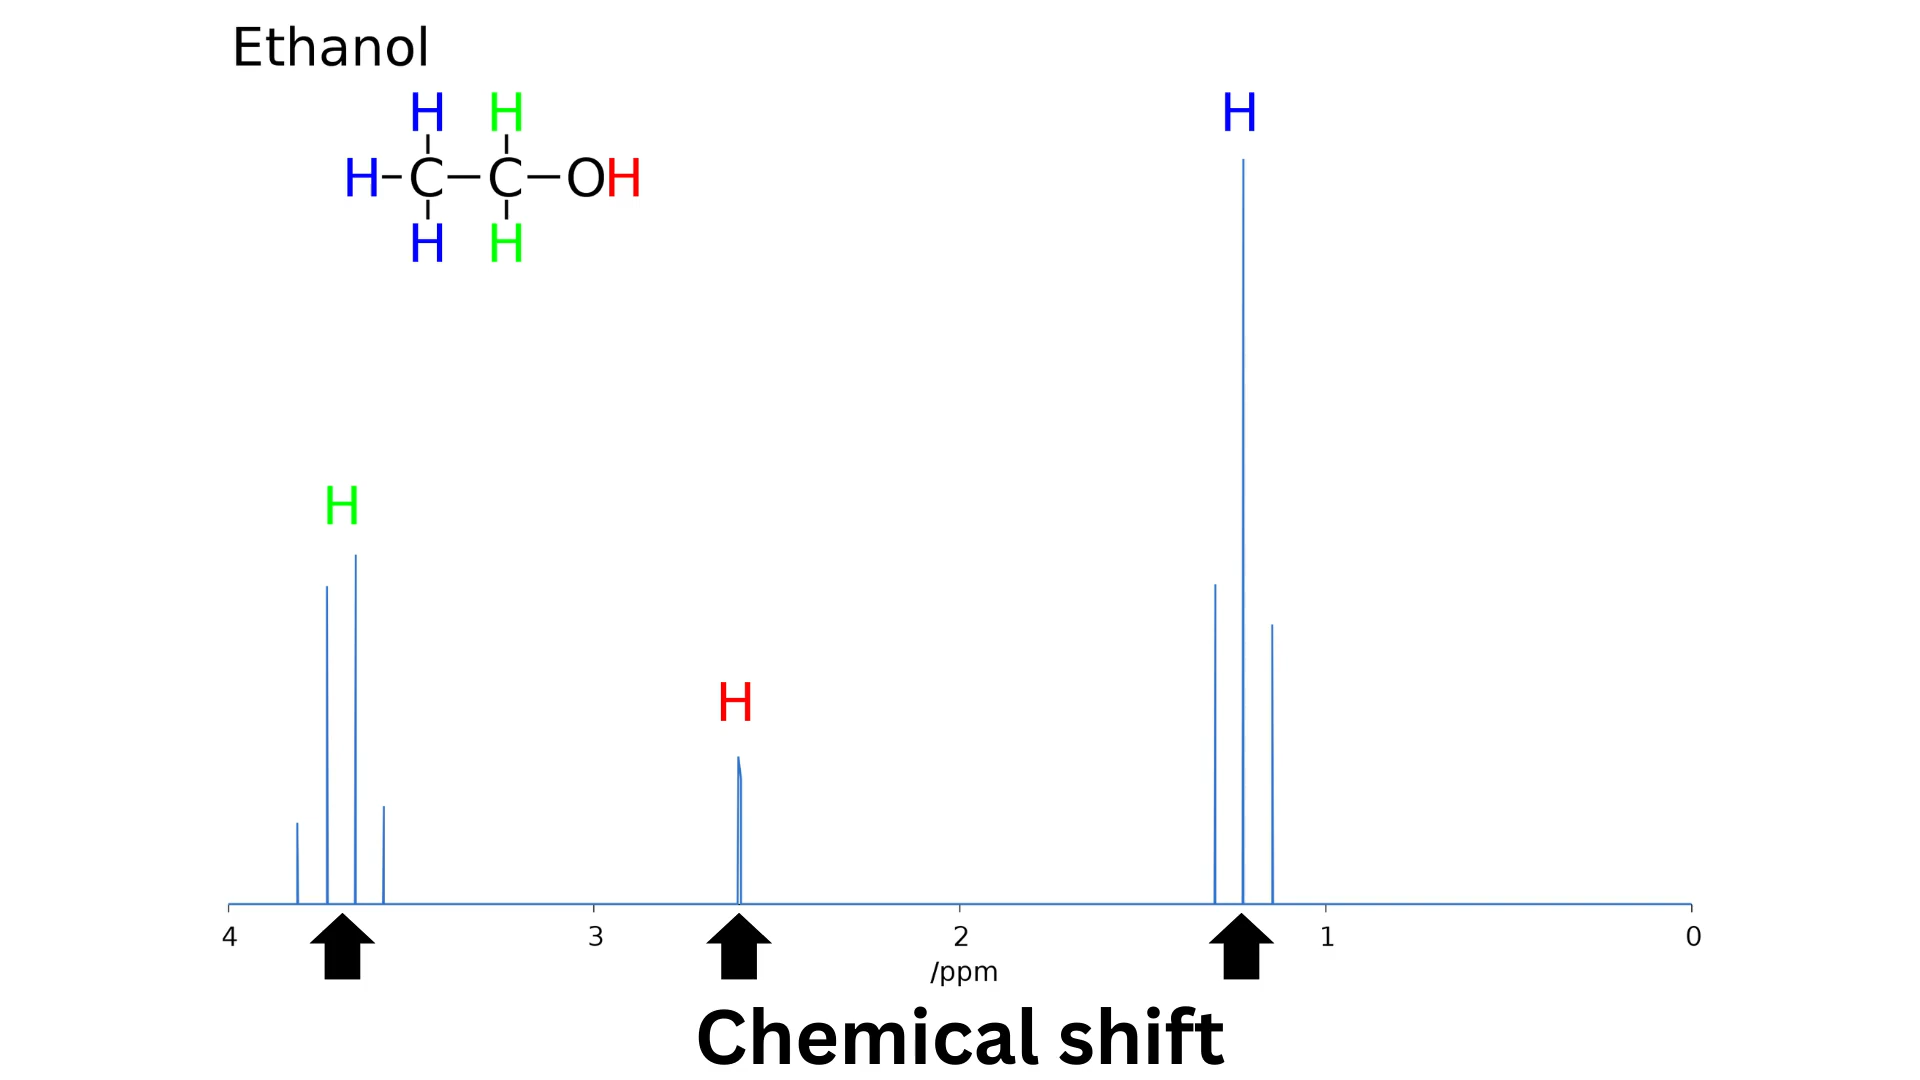 Ethanol
H H H
H C C OH
H H
H
H
4 3 2 1 0
/ppm
Chemical shift